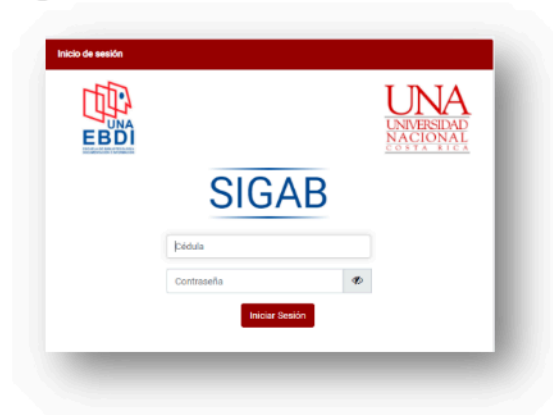 Inicio de sesión
UNA
EBDI
UNA
UNIVERSIDAD
NACIONAL
COSTA RICA
SIGAB
Cédula
Contraseña
Iniciar Sesión